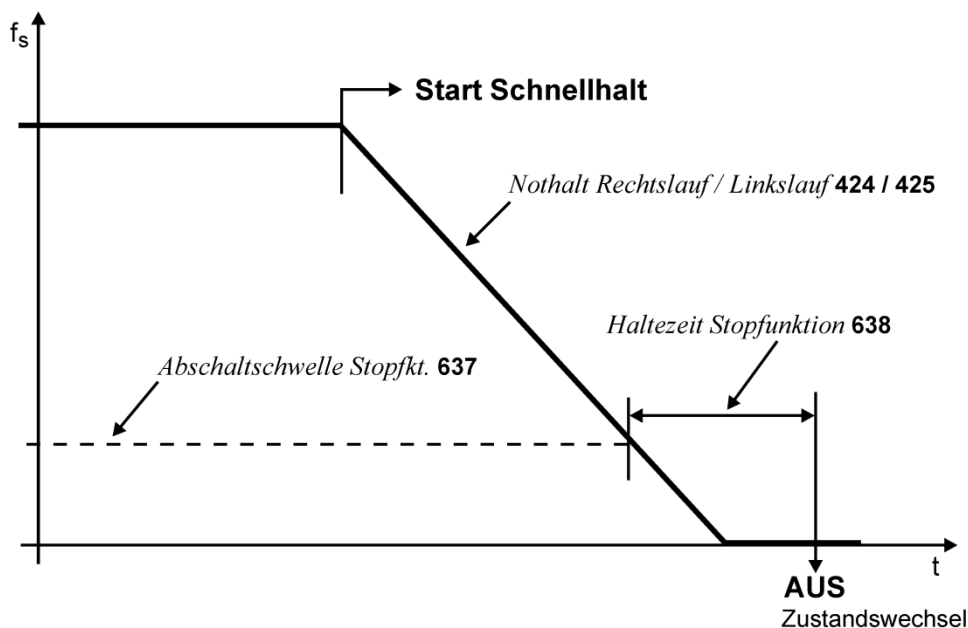 fs
Start Schnellhalt
Nothalt Rechtslauf / Linkslauf 424 / 425
Haltezeit Stopfunktion 638
Abschaltschwelle Stopfkt. 637
t
AUS
Zustandswechsel